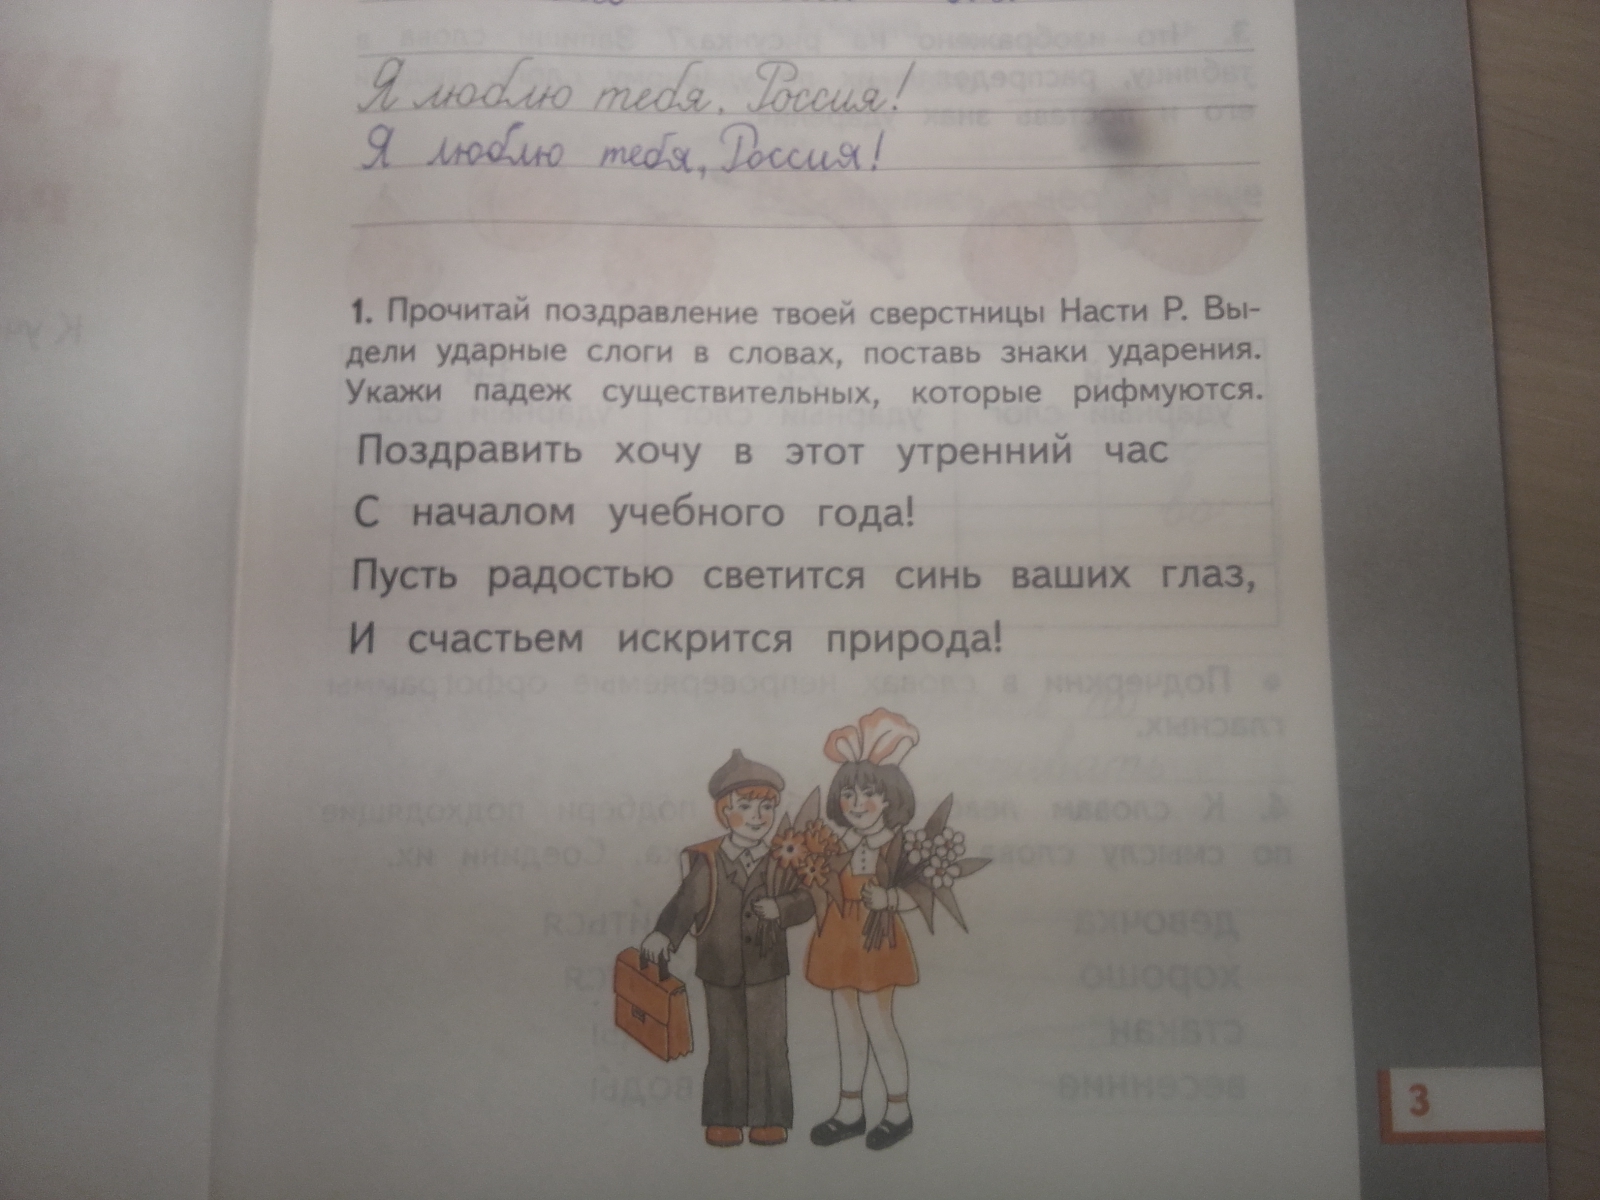 Я люблю тебя, Россия!
Я люблю тебя, Россия!
1. Прочитай поздравление твоей сверстницы Насти Р. Вы-
дели ударные слоги в словах, поставь знаки ударения.
Укажи падеж существительных, которые рифмуются.
Поздравить хочу в этот утренний час
С началом учебного года!
Пусть радостью светится синь ваших глаз,
И счастьем искрится природа!
3